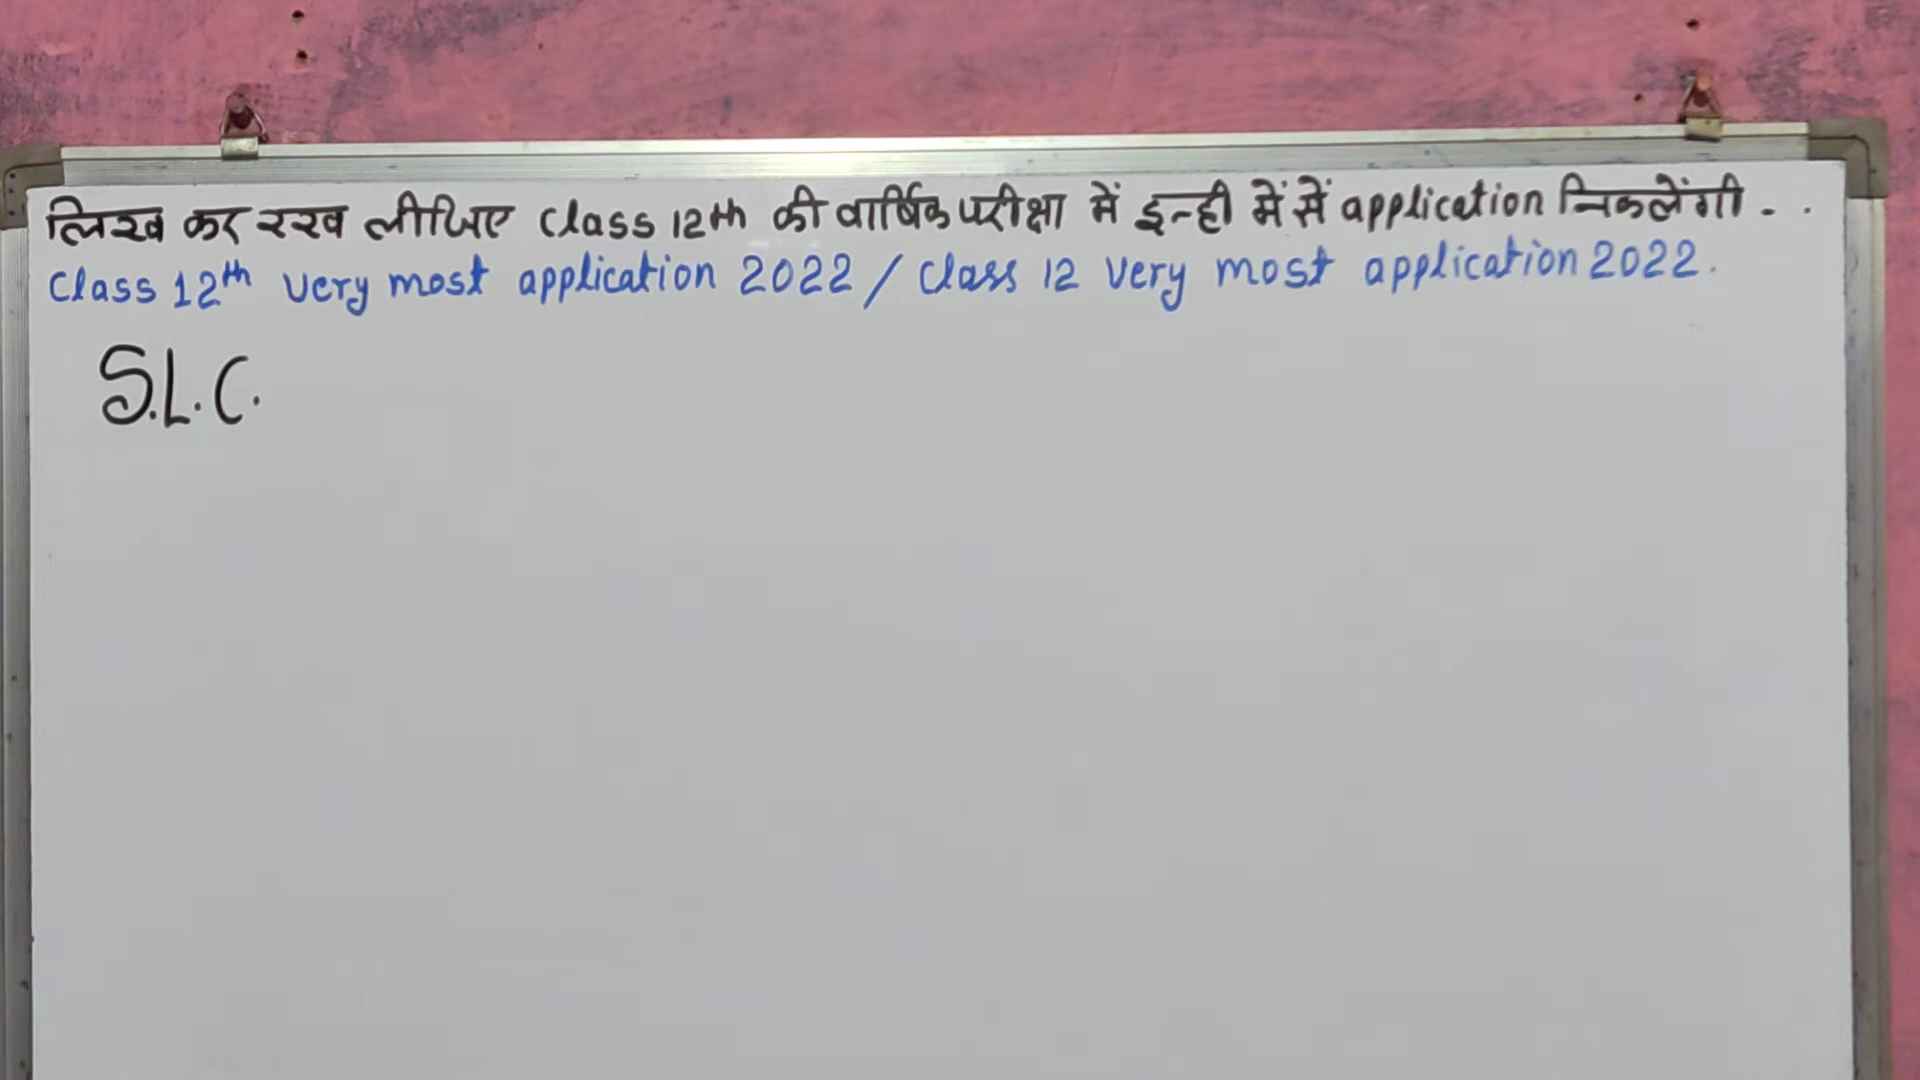 लिख कर रख लीजिए Class 12th की वार्षिक परीक्षा में इन्ही में सें application निकलेंगी - .
Class 12th very most application 2022 / Class 12 very most application 2022.
S.L.C.